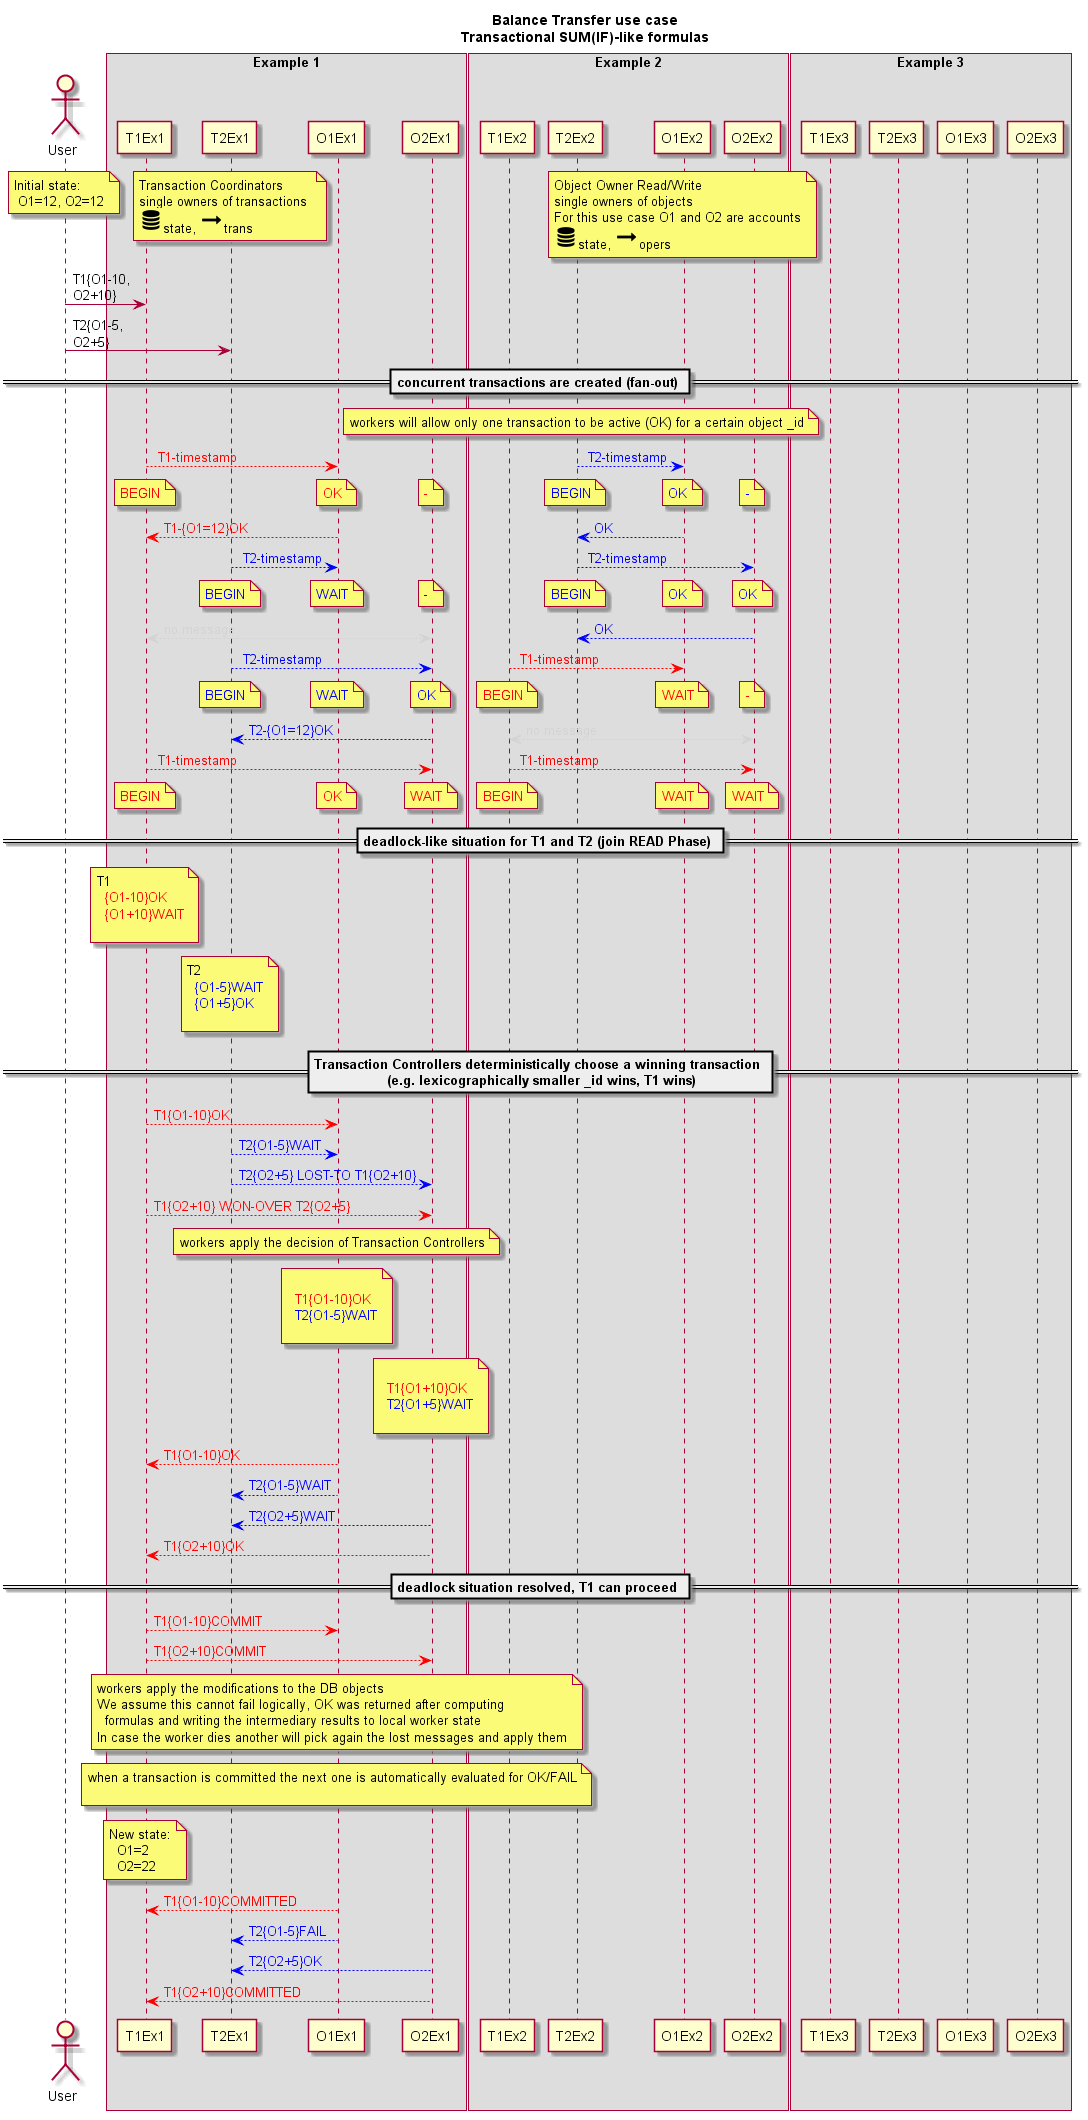 Balance Transfer use case
Transactional SUM(IF)-like formulas
Example 1 Example 2 Example 3
User
T1Ex1 T2Ex1 O1Ex1 O2Ex1 T1Ex2 T2Ex2 O1Ex2 O2Ex2 T1Ex3 T2Ex3 O1Ex3 O2Ex3
Initial state:
O1=12, O2=12
Transaction Coordinators
single owners of transactions
state, trans
Object Owner Read/Write
single owners of objects
For this use case O1 and O2 are accounts
state, opers
T1{O1-10,
O2+10}
T2{O1-5,
O2+5}
concurrent transactions are created (fan-out)
workers will allow only one transaction to be active (OK) for a certain object _id
T1-timestamp T2-timestamp
BEGIN OK - BEGIN OK -
T1-{O1=12}OK OK
T2-timestamp T2-timestamp
BEGIN WAIT - BEGIN OK OK
no message OK
T2-timestamp T1-timestamp
BEGIN WAIT OK BEGIN WAIT -
T2-{O1=12}OK no message
T1-timestamp T1-timestamp
BEGIN OK WAIT BEGIN WAIT WAIT
deadlock-like situation for T1 and T2 (join READ Phase)
T1
{O1-10}OK
{O1+10}WAIT
T2
{O1-5}WAIT
{O1+5}OK
Transaction Controllers deterministically choose a winning transaction
(e.g. lexicographically smaller _id wins, T1 wins)
T1{O1-10}OK
T2{O1-5}WAIT
T2{O2+5} LOST-TO T1{O2+10}
T1{O2+10} WON-OVER T2{O2+5}
workers apply the decision of Transaction Controllers
T1{O1-10}OK
T2{O1-5}WAIT
T1{O1+10}OK
T2{O1+5}WAIT
T1{O1-10}OK
T2{O1-5}WAIT
T2{O2+5}WAIT
T1{O2+10}OK
deadlock situation resolved, T1 can proceed
T1{O1-10}COMMIT
T1{O2+10}COMMIT
workers apply the modifications to the DB objects
We assume this cannot fail logically, OK was returned after computing
formulas and writing the intermediary results to local worker state
In case the worker dies another will pick again the lost messages and apply them
when a transaction is committed the next one is automatically evaluated for OK/FAIL
New state:
O1=2
O2=22
T1{O1-10}COMMITTED
T2{O1-5}FAIL
T2{O2+5}OK
T1{O2+10}COMMITTED
T1Ex1 T2Ex1 O1Ex1 O2Ex1 T1Ex2 T2Ex2 O1Ex2 O2Ex2 T1Ex3 T2Ex3 O1Ex3 O2Ex3
User